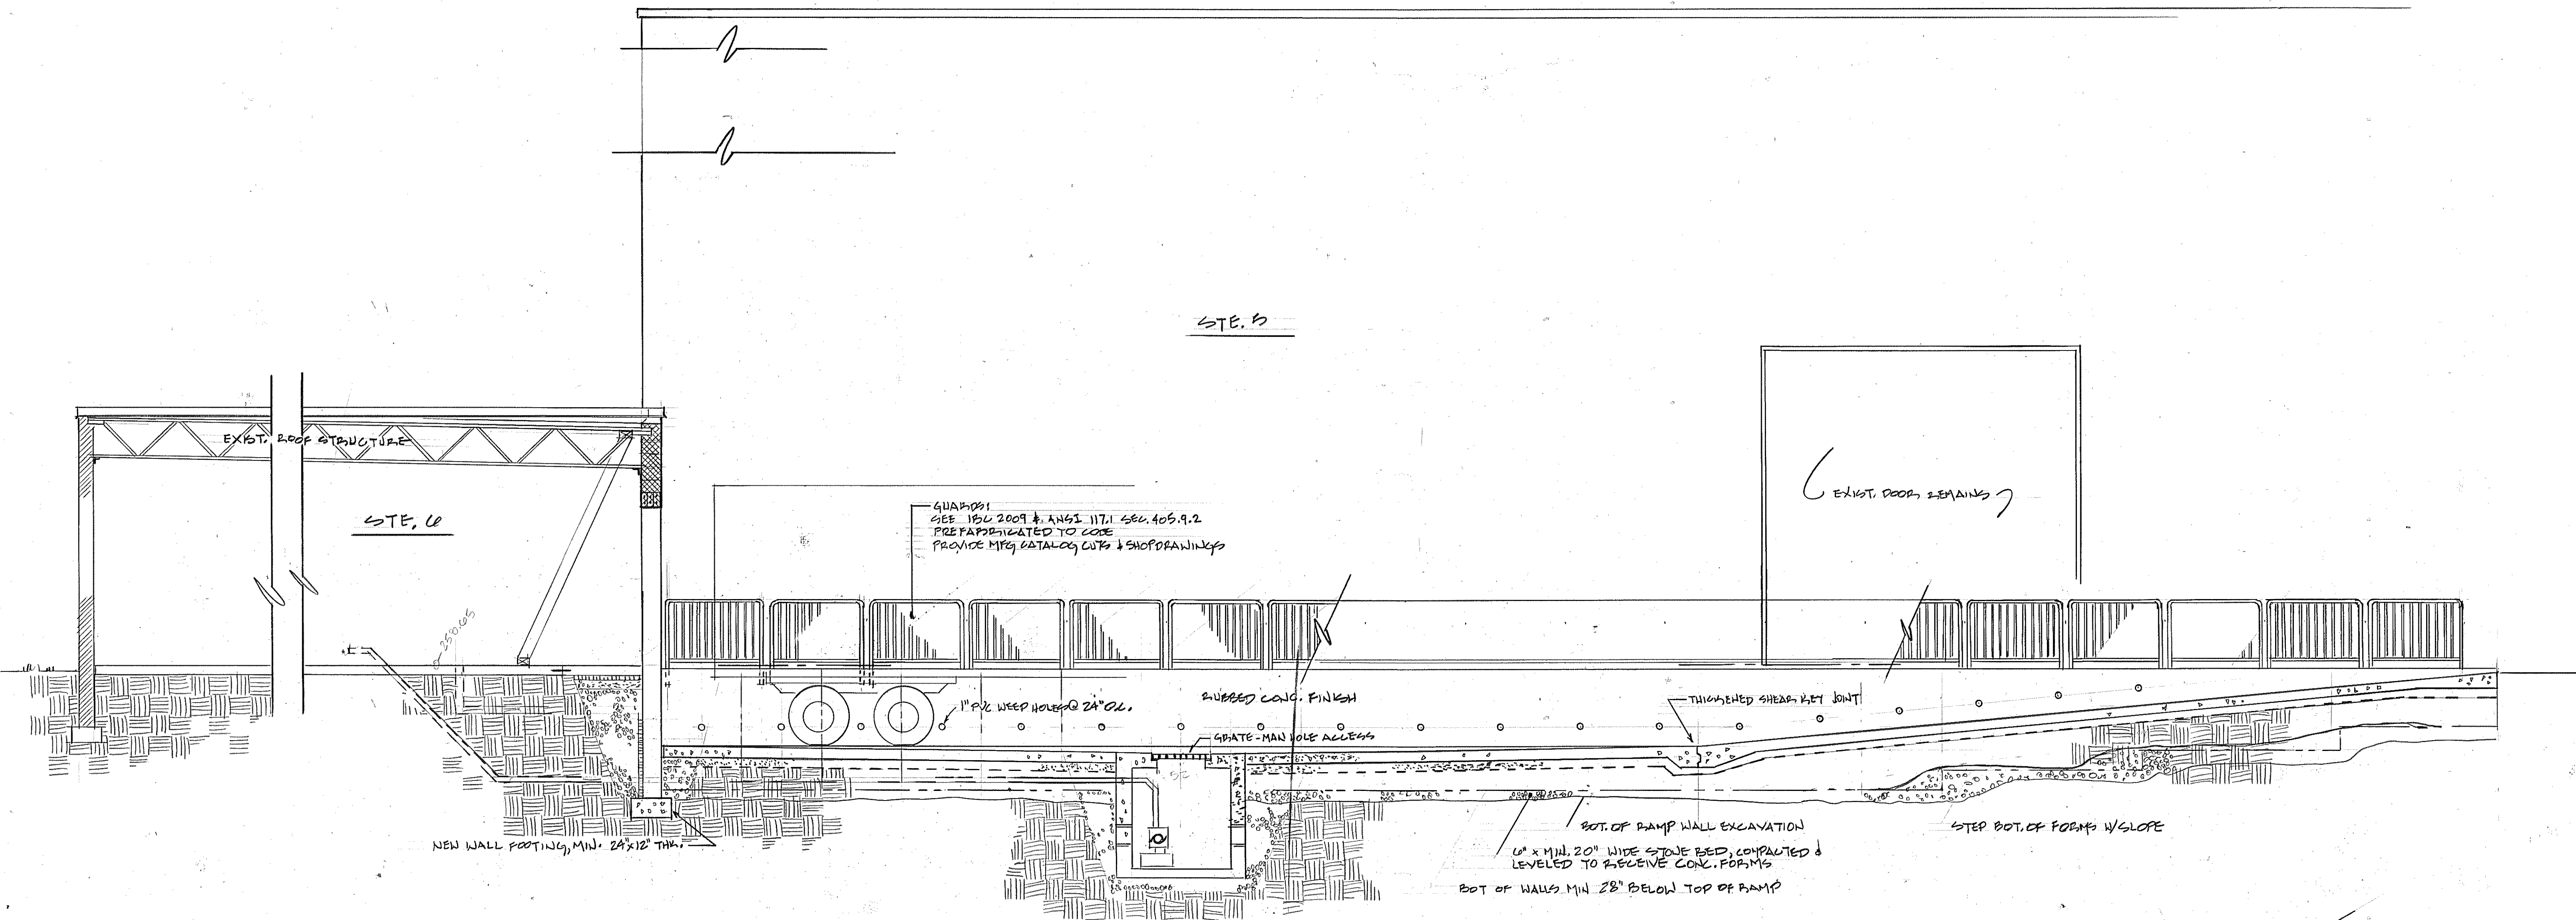 STE. 5
EXIST. ROOF STRUCTURE
STE. 6
GUARDS:
SEE IBC 2009 & ANSI 117.1 SEC. 405.9.2
PREFABRICATED TO CODE
PROVIDE MFG CATALOG CUTS & SHOPDRAWINGS
EXIST. DOOR REMAINS
250.65
1" PVC WEEP HOLES @ 24" O.C.
RUBBED CONC. FINISH
THICKENED SHEAR KEY JOINT
GRATE-MAN HOLE ACCESS
NEW WALL FOOTING, MIN. 24"x12" THK.
BOT. OF RAMP WALL EXCAVATION
STEP BOT. OF FORMS W/SLOPE
6" x MIN. 20" WIDE STONE BED, COMPACTED &
LEVELED TO RECEIVE CONC. FORMS
BOT OF WALLS MIN 28" BELOW TOP OF RAMP